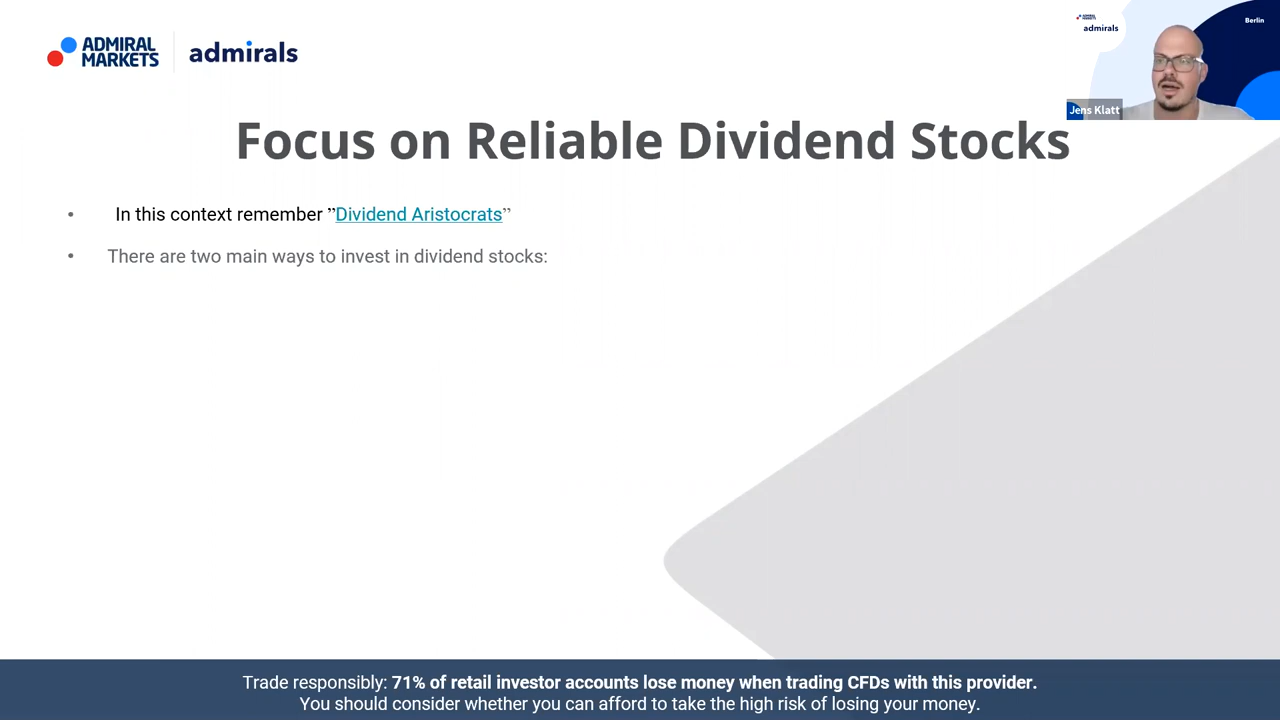 ADMIRAL
MARKETS
admirals
ADMIRAL
MARKETS
admirals
Berlin
Jens Klatt
Focus on Reliable Dividend Stocks
• In this context remember ”Dividend Aristocrats”
• There are two main ways to invest in dividend stocks:
Trade responsibly: 71% of retail investor accounts lose money when trading CFDs with this provider.
You should consider whether you can afford to take the high risk of losing your money.